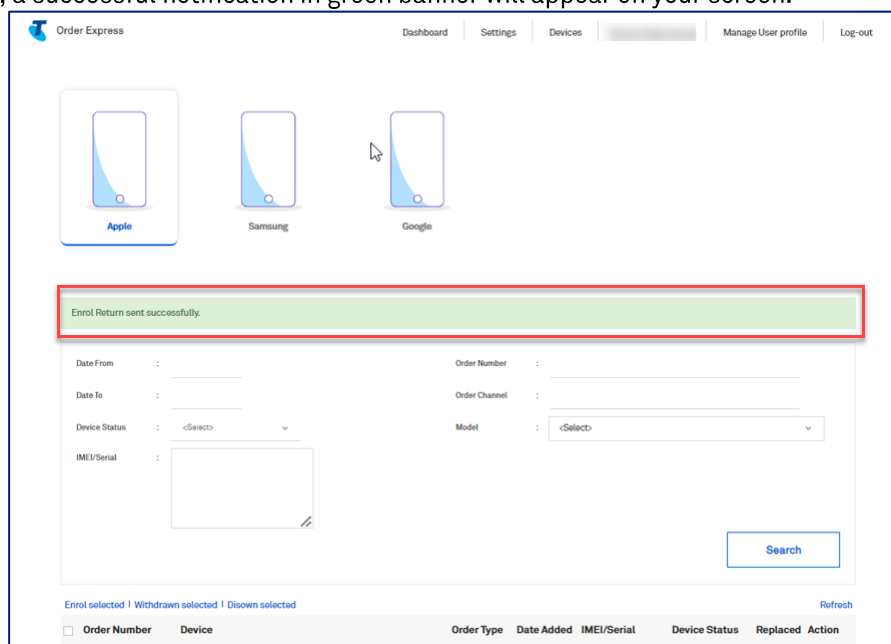 , a successful notification in green banner will appear on your screen.
Order Express
Dashboard Settings Devices Manage User profile Log-out
Apple Samsung Google
Enrol Return sent successfully.
Date From : Order Number :
Date To : Order Channel :
Device Status : <Select> Model : <Select>
IMEI/Serial :
Search
Enrol selected | Withdrawn selected | Disown selected Refresh
Order Number Device Order Type Date Added IMEI/Serial Device Status Replaced Action